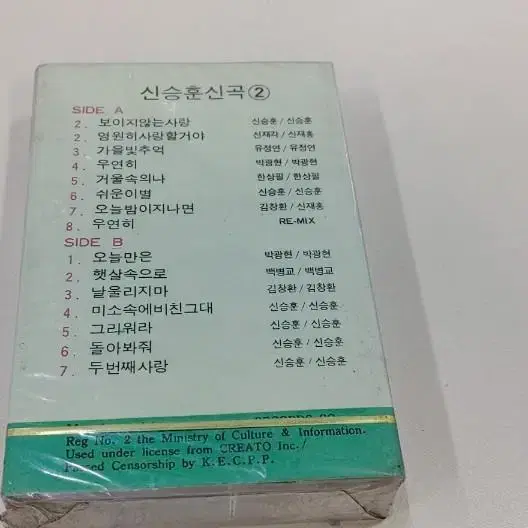 신승훈신곡②
SIDE A
2. 보이지않는사랑 신승훈 / 신승훈
2. 영원히사랑할거야 선재각 / 신재홍
3. 가을빛추억 유정연 / 유정연
4. 우연히 박광현 / 박광현
5. 거울속의나 한상필 / 한상필
6. 쉬운이별 신승훈 / 신승훈
7. 오늘밤이지나면 김창환 / 신재홍
8. 우연히 RE-MIX
SIDE B
1. 오늘만은 박광현 / 박광현
2. 햇살속으로 백병교 / 백병교
3. 날울리지마 김창환 / 김창환
4. 미소속에비친그대 신승훈 / 신승훈
5. 그리워라 신승훈 / 신승훈
6. 돌아봐줘 신승훈 / 신승훈
7. 두번째사랑 신승훈 / 신승훈
RECORDS CO
Reg No. 2 the Ministry of Culture & Information.
Used under license from CREATO Inc./
Passed Censorship by K.E.C.P.P.